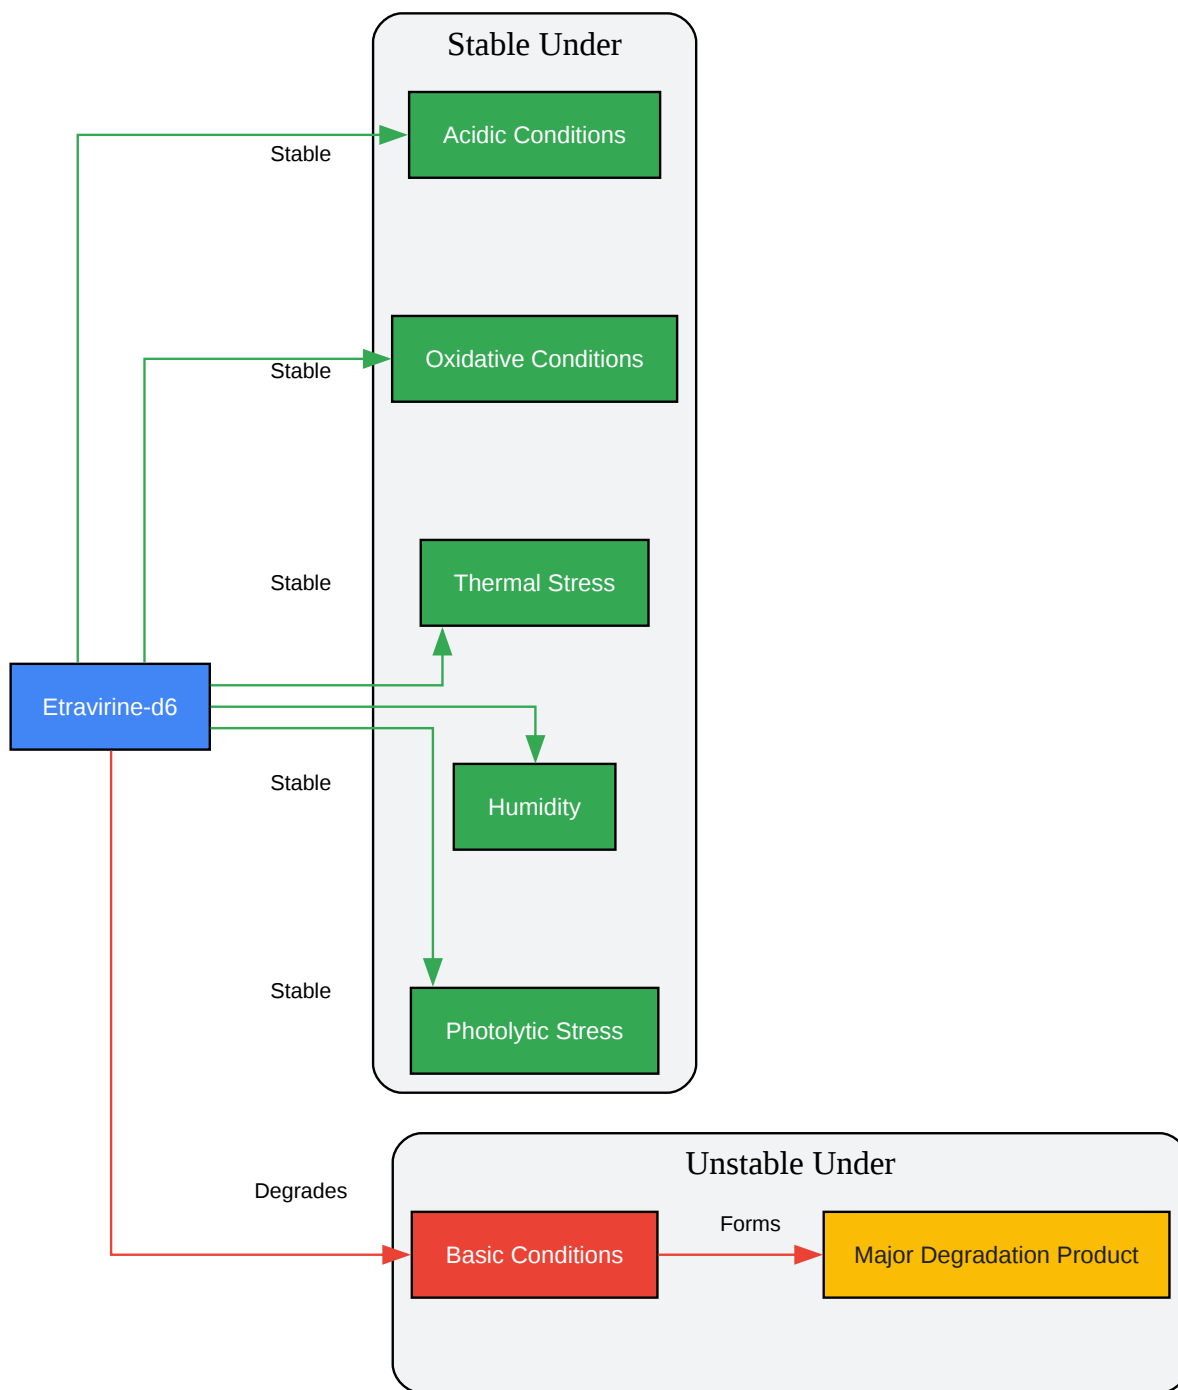 Stable Under
Acidic Conditions
Stable
Oxidative Conditions
Stable
Thermal Stress
Stable
Etravirine-d6
Stable
Humidity
Stable
Photolytic Stress
Unstable Under
Degrades
Forms
Basic Conditions
Major Degradation Product